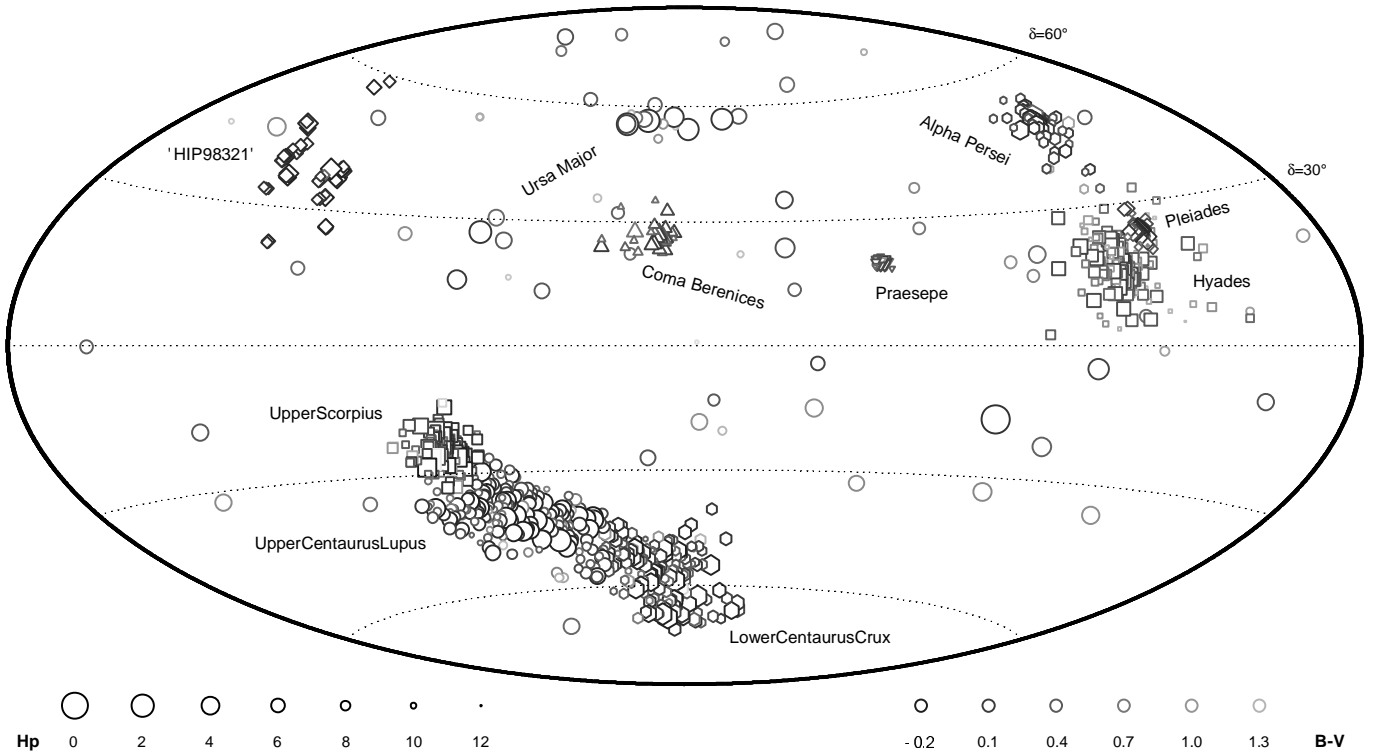 δ=60°
Alpha Persei
'HIP98321'
Ursa Major
δ=30°
Pleiades
Coma Berenices
Praesepe
Hyades
UpperScorpius
UpperCentaurusLupus
LowerCentaurusCrux
Hp 0 2 4 6 8 10 12
-0.2 0.1 0.4 0.7 1.0 1.3 B-V